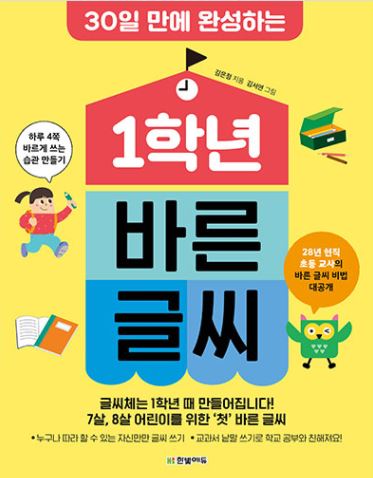 30일 만에 완성하는
김은정 지음 김서연 그림
1학년
하루 4쪽
바르게 쓰는
습관 만들기
바른
글씨
28년 현직
초등 교사의
바른 글씨 비법
대공개
글씨체는 1학년 때 만들어집니다!
7살, 8살 어린이를 위한 ‘첫’ 바른 글씨
• 누구나 따라 할 수 있는 자신만만 글씨 쓰기 • 교과서 낱말 쓰기로 학교 공부와 친해져요!
한빛에듀